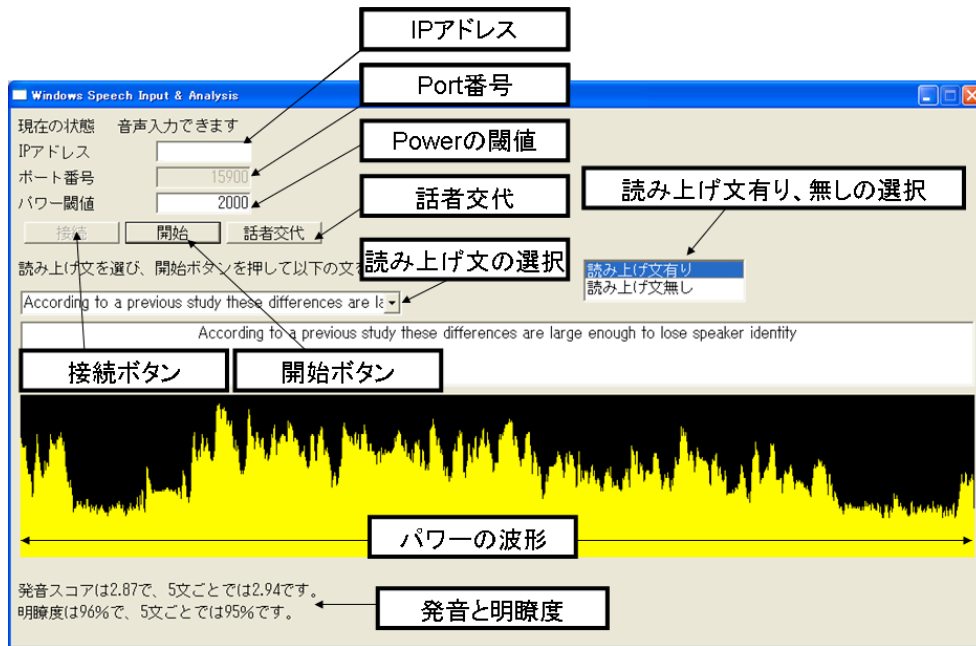 IPアドレス
Port番号
Windows Speech Input & Analysis
現在の状態 音声入力できます
IPアドレス
Powerの閾値
ポート番号 15900
読み上げ文有り、無しの選択
パワー閾値 2000
話者交代
接続 開始 話者交代
読み上げ文を選び、開始ボタンを押して以下の文を
読み上げ文の選択
読み上げ文有り
読み上げ文無し
According to a previous study these differences are la
According to a previous study these differences are large enough to lose speaker identity
接続ボタン 開始ボタン
パワーの波形
発音スコアは2.87で、5文ごとでは2.94です。
明瞭度は96%で、5文ごとでは95%です。
発音と明瞭度